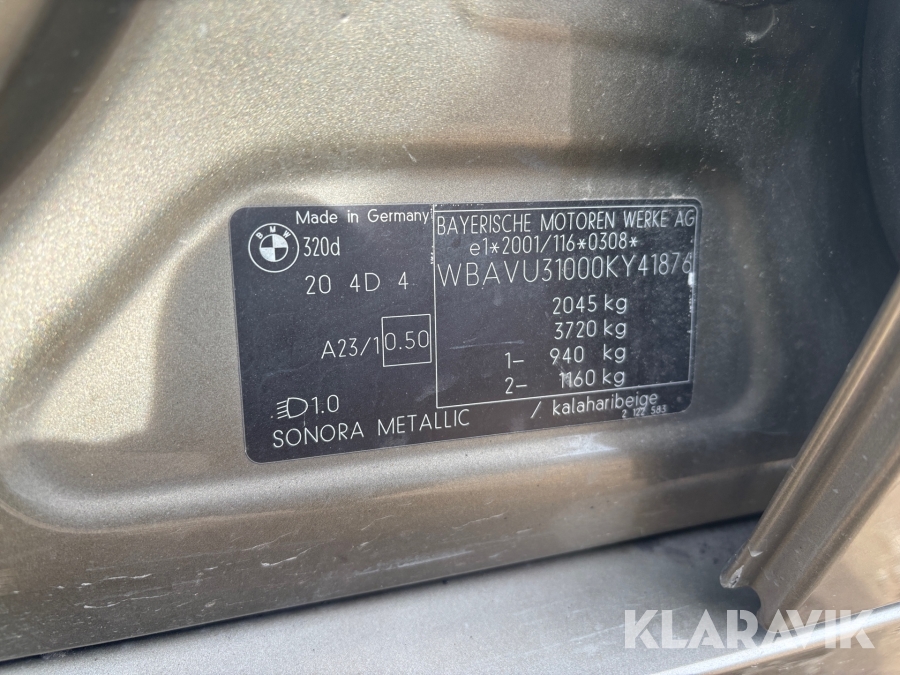 Made in Germany
BMW
320d
20 4D 4
A23/1 0.50
1.0
SONORA METALLIC / kalaharibeige
2 122 583
BAYERISCHE MOTOREN WERKE AG
e1*2001/116*0308*
WBAVU31000KY41876
2045 kg
3720 kg
1- 940 kg
2- 1160 kg
KLARAVIK